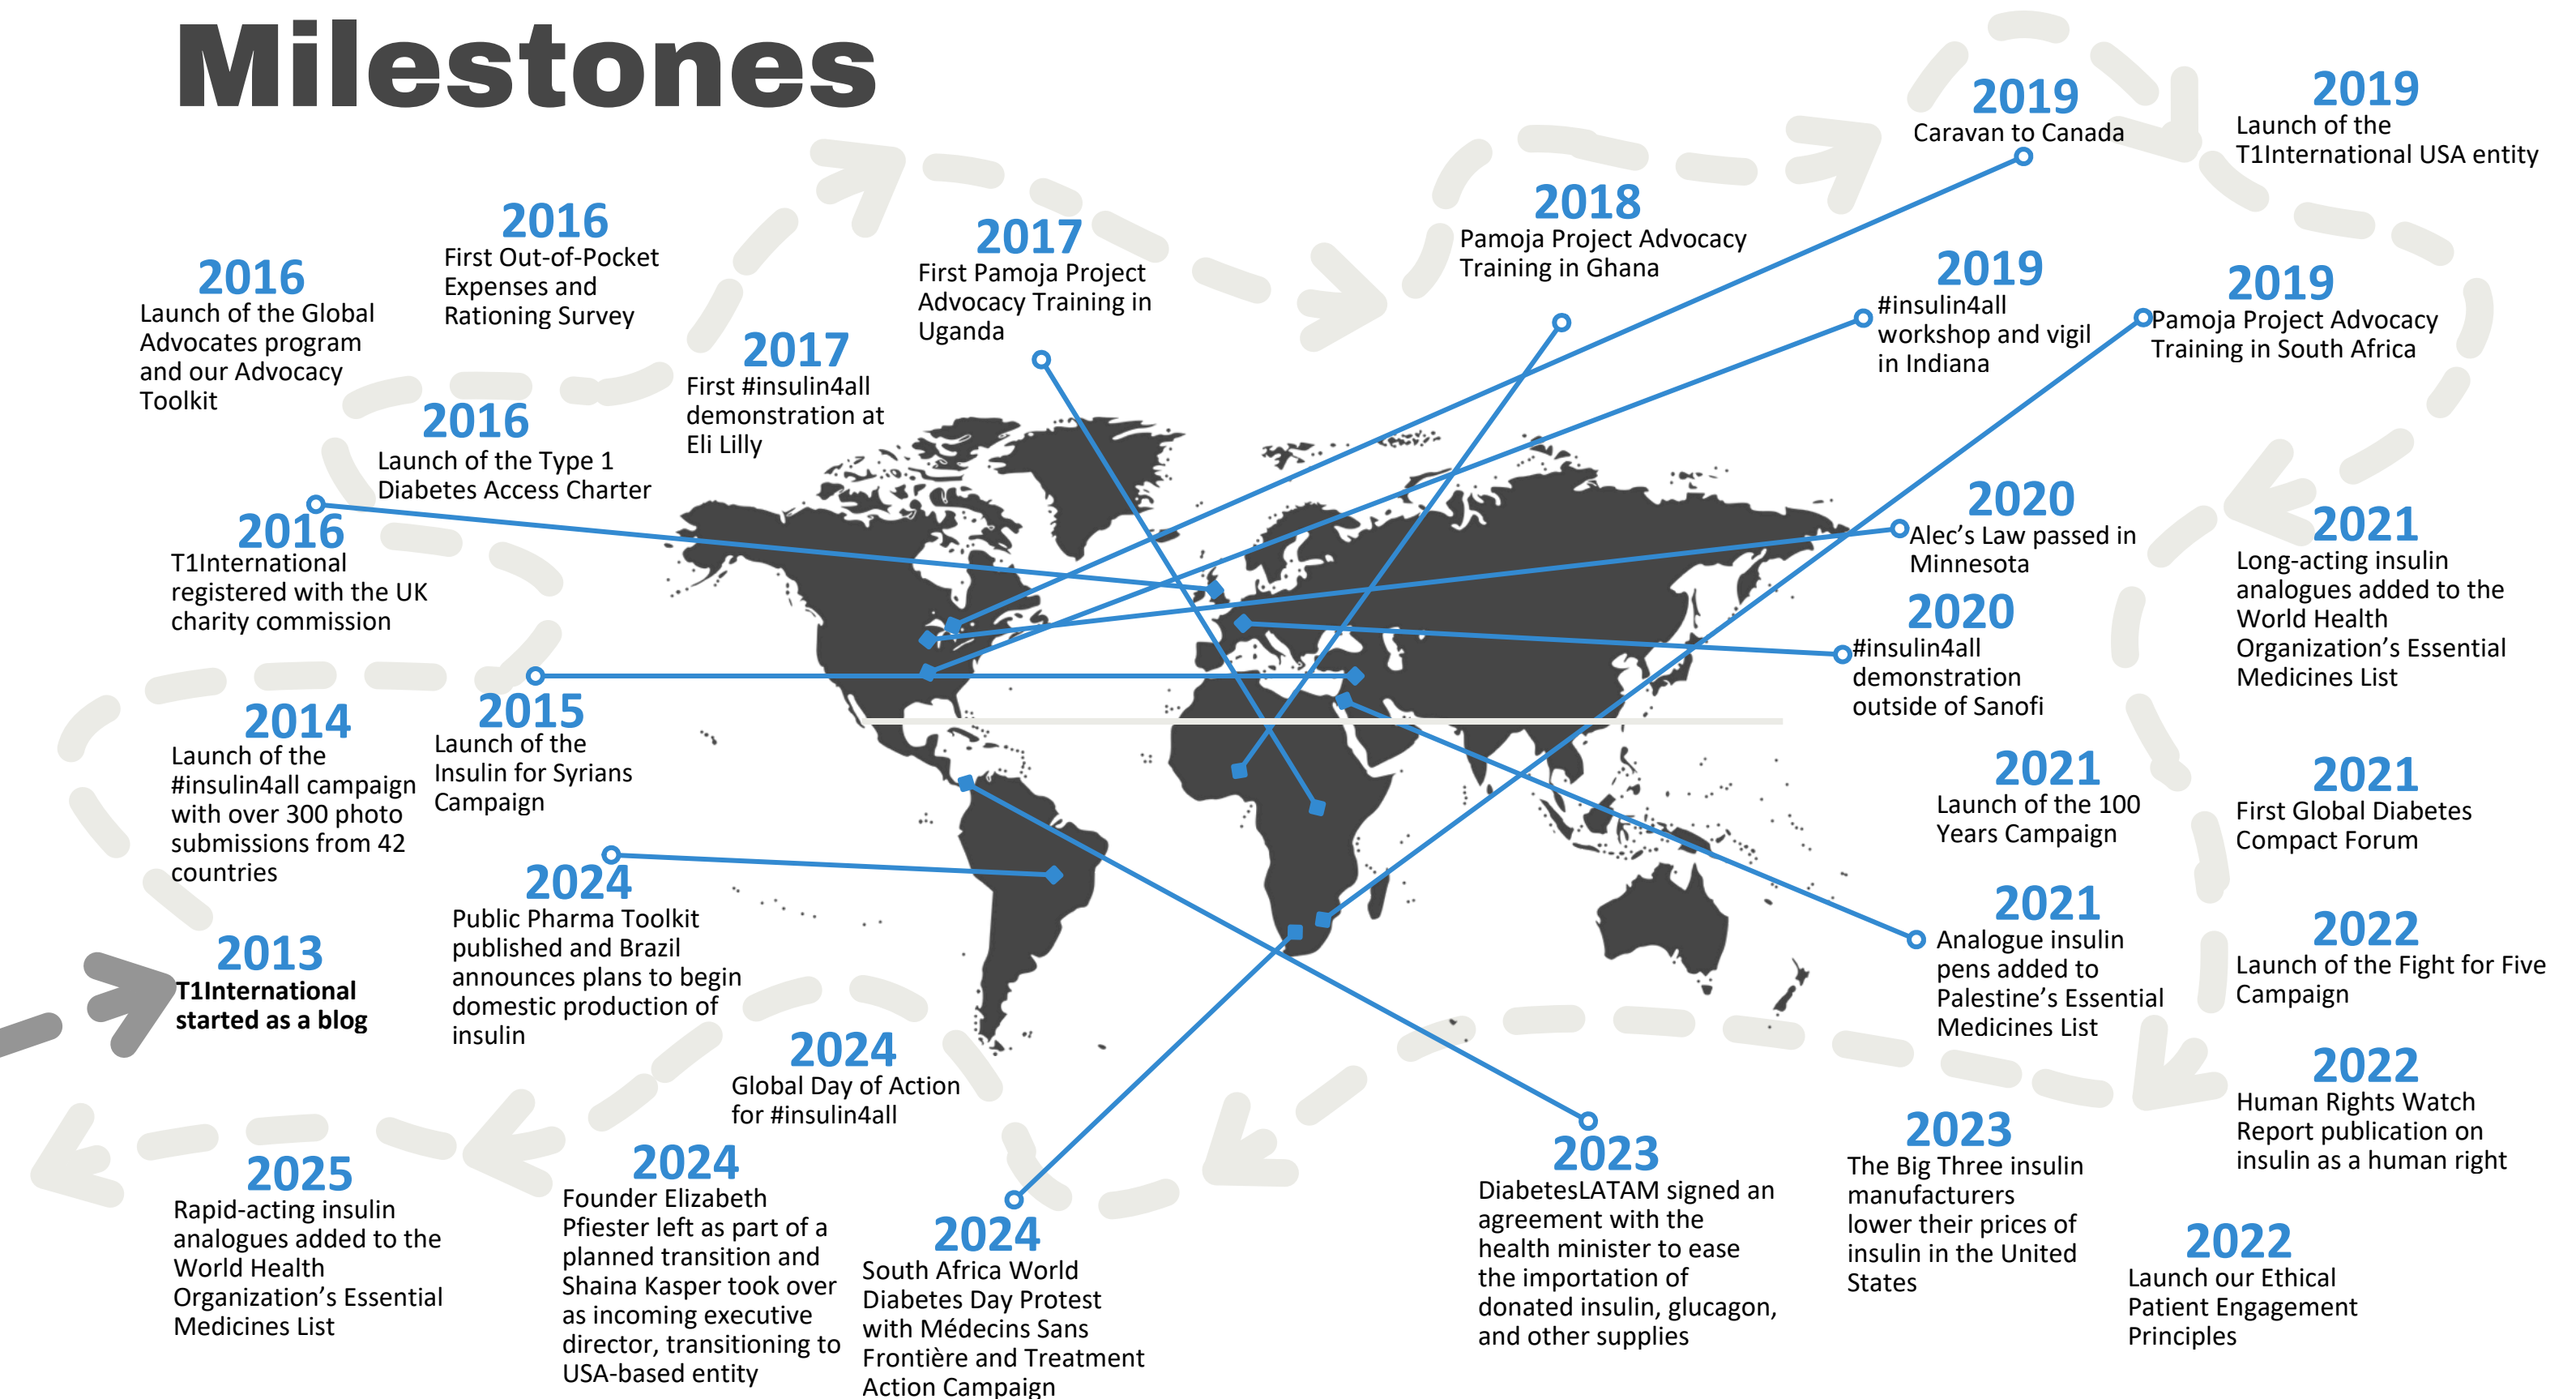 Milestones
2013
T1International
started as a blog
2014
Launch of the
#insulin4all campaign
with over 300 photo
submissions from 42
countries
2015
Launch of the
Insulin for Syrians
Campaign
2016
T1International
registered with the UK
charity commission
2016
Launch of the Type 1
Diabetes Access Charter
2016
Launch of the Global
Advocates program
and our Advocacy
Toolkit
2016
First Out-of-Pocket
Expenses and
Rationing Survey
2017
First #insulin4all
demonstration at
Eli Lilly
2017
First Pamoja Project
Advocacy Training in
Uganda
2018
Pamoja Project Advocacy
Training in Ghana
2019
Caravan to Canada
2019
Launch of the
T1International USA entity
2019
#insulin4all
workshop and vigil
in Indiana
2019
Pamoja Project Advocacy
Training in South Africa
2020
Alec’s Law passed in
Minnesota
2020
#insulin4all
demonstration
outside of Sanofi
2021
Long-acting insulin
analogues added to the
World Health
Organization’s Essential
Medicines List
2021
Launch of the 100
Years Campaign
2021
First Global Diabetes
Compact Forum
2021
Analogue insulin
pens added to
Palestine’s Essential
Medicines List
2022
Launch of the Fight for Five
Campaign
2022
Human Rights Watch
Report publication on
insulin as a human right
2022
Launch our Ethical
Patient Engagement
Principles
2023
The Big Three insulin
manufacturers
lower their prices of
insulin in the United
States
2023
DiabetesLATAM signed an
agreement with the
health minister to ease
the importation of
donated insulin, glucagon,
and other supplies
2024
South Africa World
Diabetes Day Protest
with Médecins Sans
Frontière and Treatment
Action Campaign
2024
Global Day of Action
for #insulin4all
2024
Public Pharma Toolkit
published and Brazil
announces plans to begin
domestic production of
insulin
2024
Founder Elizabeth
Pfiester left as part of a
planned transition and
Shaina Kasper took over
as incoming executive
director, transitioning to
USA-based entity
2025
Rapid-acting insulin
analogues added to the
World Health
Organization’s Essential
Medicines List